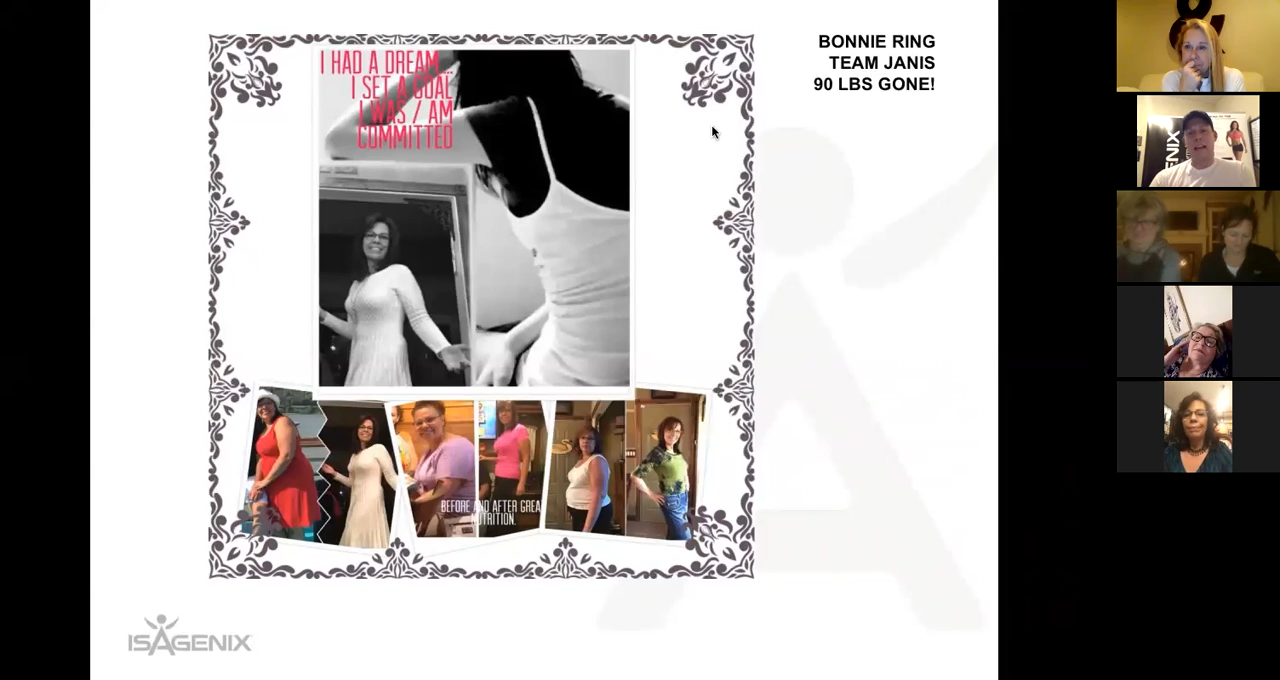 I HAD A DREAM...
I SET A GOAL
I WAS / AM
COMMITTED
BONNIE RING
TEAM JANIS
90 LBS GONE!
BEFORE AND AFTER GREAT
NUTRITION.
ISAGENIX
ENIX
&